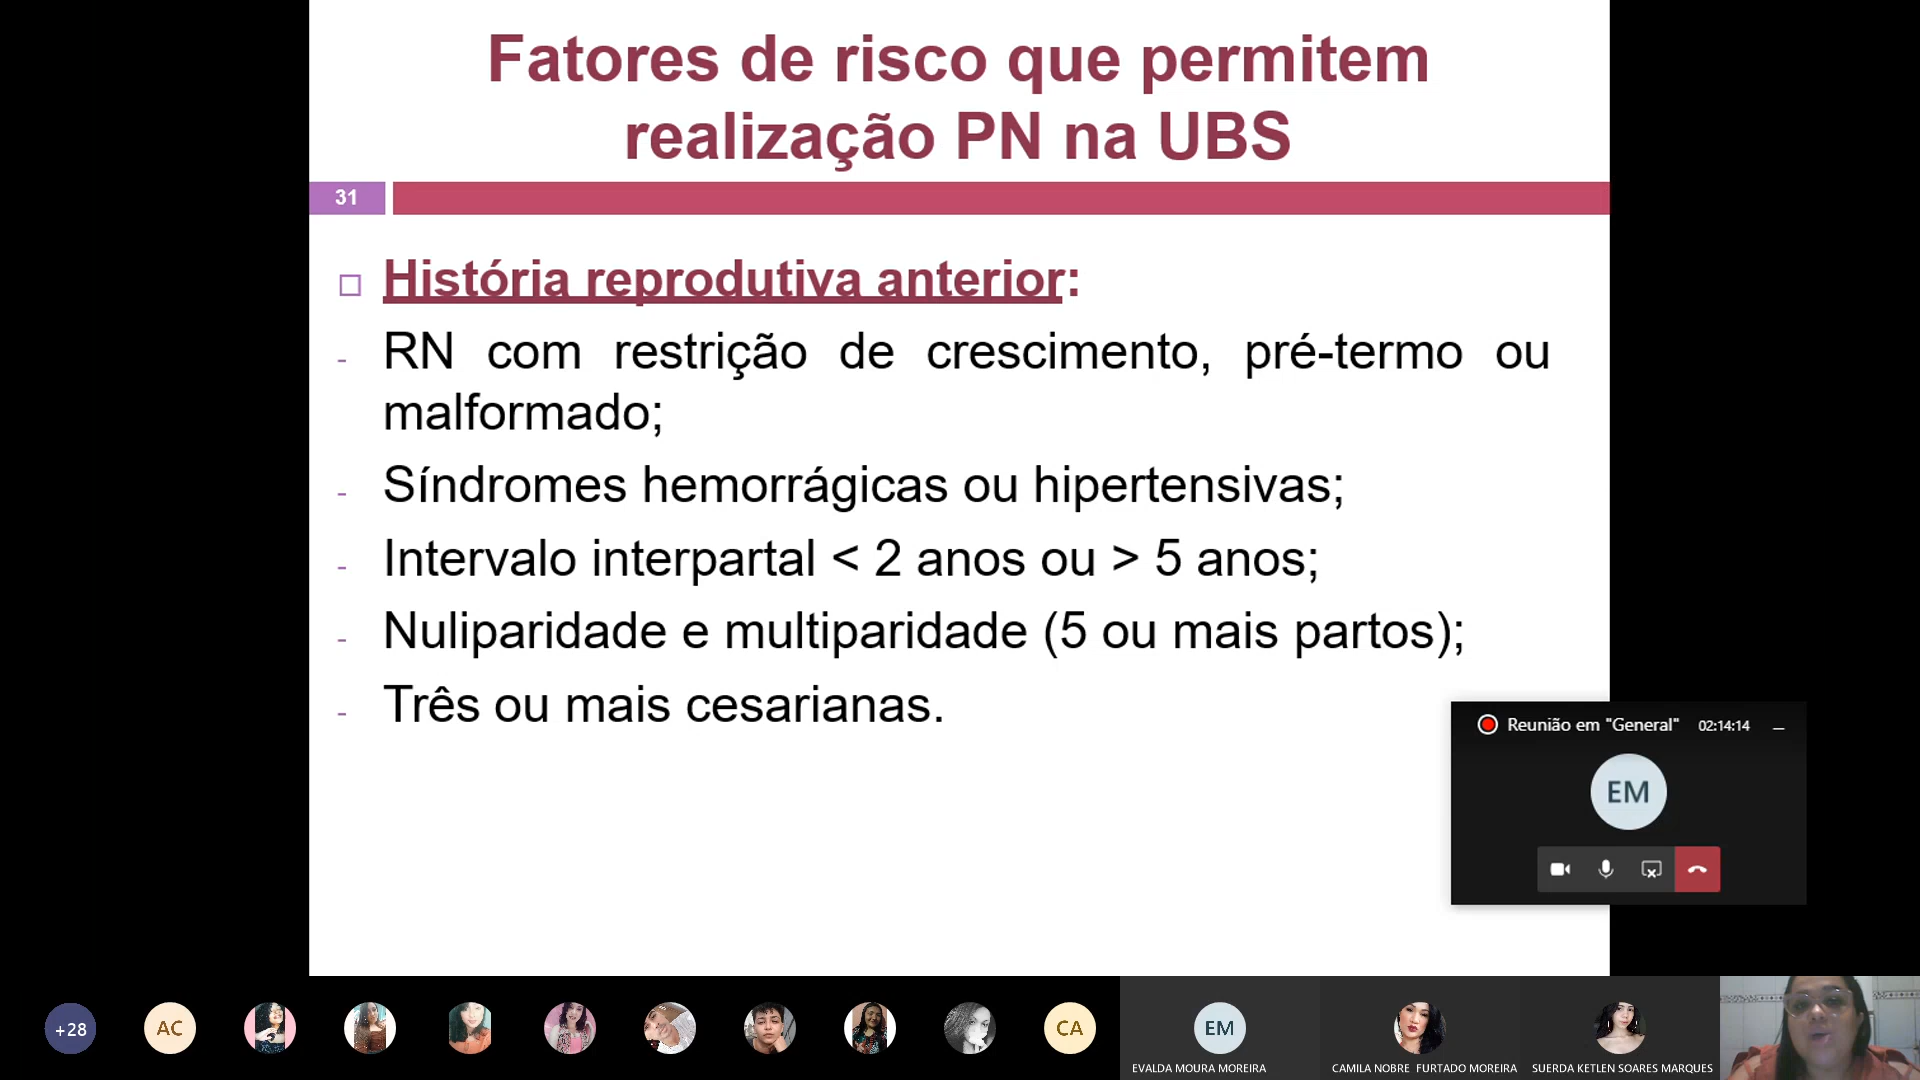 Fatores de risco que permitem
realização PN na UBS
31
História reprodutiva anterior:
- RN com restrição de crescimento, pré-termo ou
malformado;
- Síndromes hemorrágicas ou hipertensivas;
- Intervalo interpartal < 2 anos ou > 5 anos;
- Nuliparidade e multiparidade (5 ou mais partos);
- Três ou mais cesarianas.
Reunião em "General" 02:14:14
EM
+28
AC
CA
EM
EVALDA MOURA MOREIRA
CAMILA NOBRE FURTADO MOREIRA
SUERDA KETLEN SOARES MARQUES